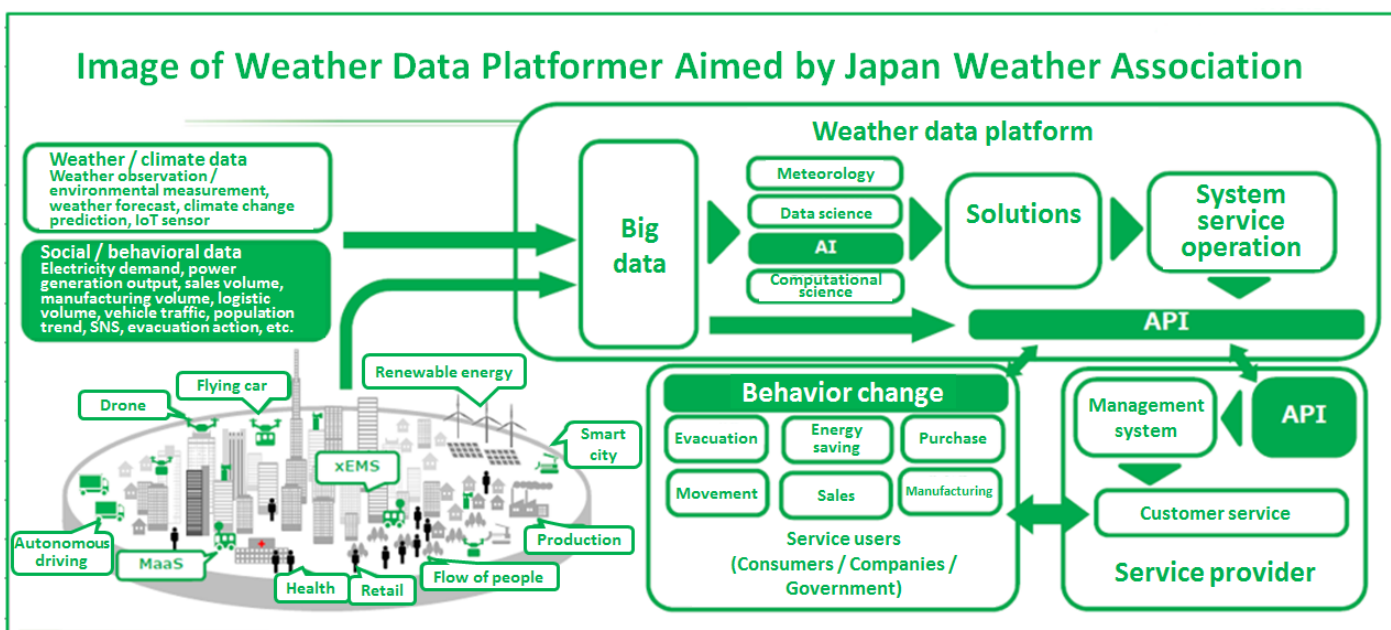 Image of Weather Data Platformer Aimed by Japan Weather Association
Weather / climate data
Weather observation /
environmental measurement,
weather forecast, climate change
prediction, IoT sensor
Social / behavioral data
Electricity demand, power
generation output, sales volume,
manufacturing volume, logistic
volume, vehicle traffic, population
trend, SNS, evacuation action, etc.
Weather data platform
Big
data
Meteorology
Data science
AI
Computational
science
Solutions
System
service
operation
API
Drone
Flying car
Renewable energy
Smart
city
xEMS
Autonomous
driving
MaaS
Health
Retail
Flow of people
Production
Behavior change
Evacuation
Energy
saving
Purchase
Movement
Sales
Manufacturing
Service users
(Consumers / Companies /
Government)
Management
system
API
Customer service
Service provider